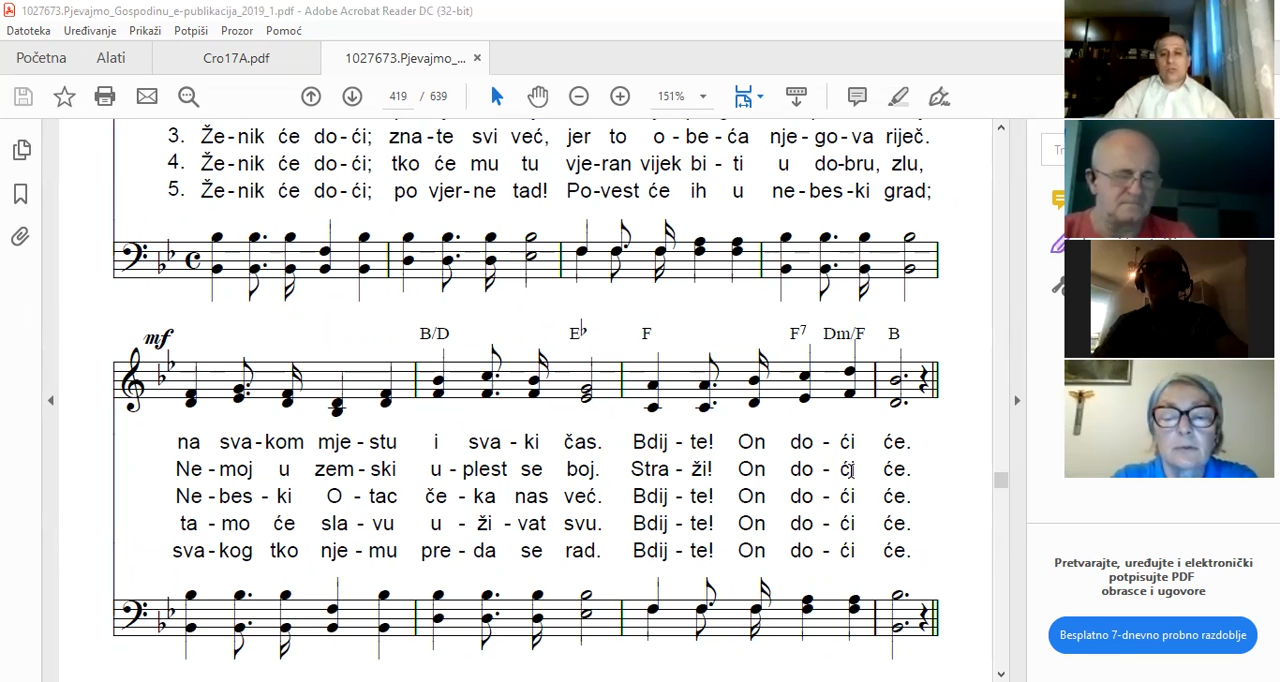 1027673.Pjevajmo_Gospodinu_e-publikacija_2019_1.pdf - Adobe Acrobat Reader DC (32-bit)
Datoteka Uređivanje Prikaži Potpiši Prozor Pomoć
Početna Alati Cro17A.pdf 1027673.Pjevajmo_... ×
419 / 639 151%
3. Že-nik će do-ći; zna-te svi već, jer to o-be-ća nje-go-va riječ.
4. Že-nik će do-ći; tko će mu tu vje-ran vijek bi-ti u do-bru, zlu,
5. Že-nik će do-ći; po vjer-ne tad! Po-vest će ih u ne-be-ski grad;
mf B/D E♭ F F7 Dm/F B
na sva-kom mje-stu i sva-ki čas. Bdij-te! On do-ći će.
Ne-moj u zem-ski u-plest se boj. Stra-ži! On do-ći će.
Ne-bes-ki O-tac če-ka nas već. Bdij-te! On do-ći će.
ta-mo će sla-vu u-ži-vat svu. Bdij-te! On do-ći će.
sva-kog tko nje-mu pre-da se rad. Bdij-te! On do-ći će.
Pretvarajte, uređujte i elektronički
potpisujte PDF
obrasce i ugovore
Besplatno 7-dnevno probno razdoblje